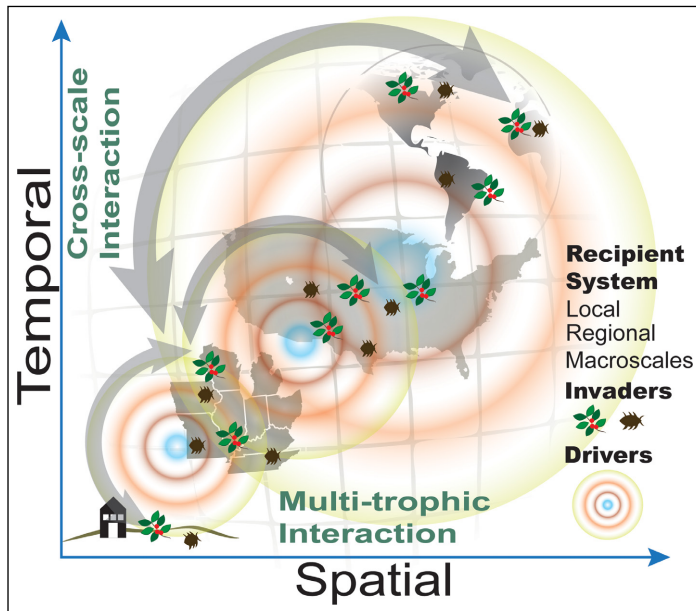 Temporal
Cross-scale
Interaction
Recipient
System
Local
Regional
Macroscales
Invaders
Drivers
Multi-trophic
Interaction
Spatial